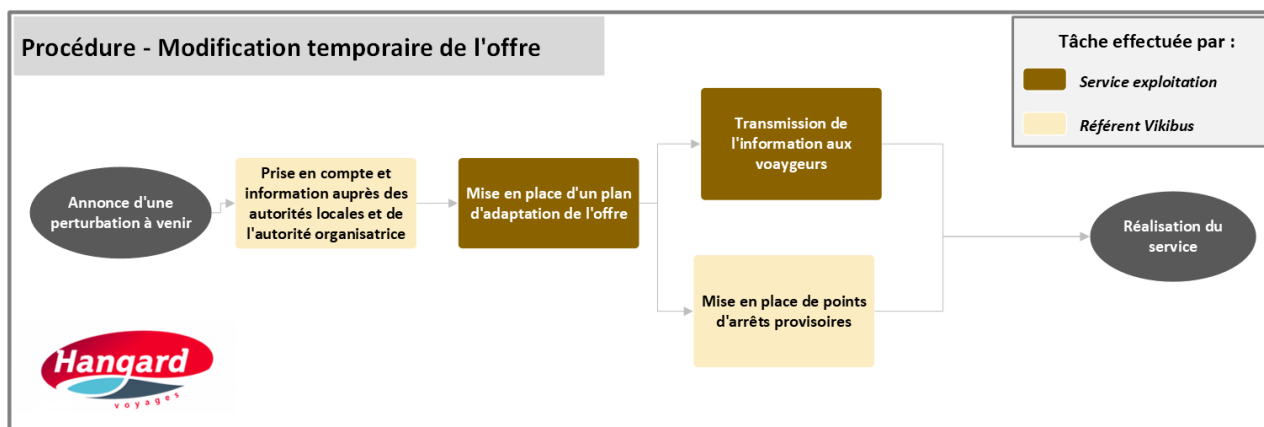 Procédure - Modification temporaire de l'offre
Tâche effectuée par :
Service exploitation
Référent Vikibus
Annonce d'une
perturbation à venir
Prise en compte et
information auprès des
autorités locales et de
l'autorité organisatrice
Mise en place d'un plan
d'adaptation de l'offre
Transmission de
l'information aux
voaygeurs
Mise en place de points
d'arrêts provisoires
Réalisation du
service
Hangard
voyages